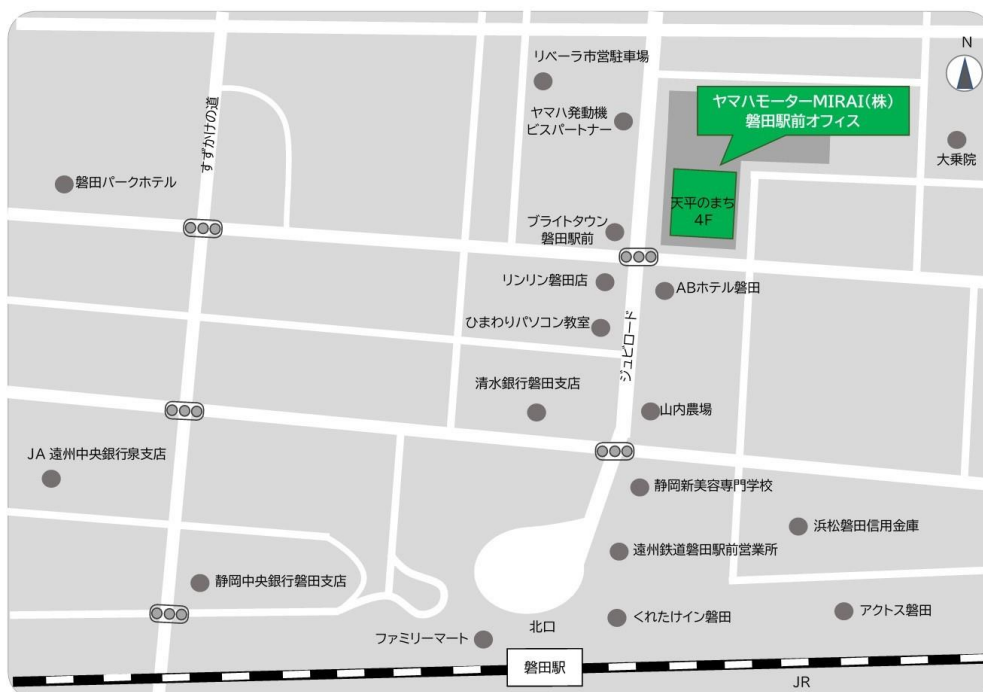 リベーラ市営駐車場
N
ヤマハモーターMIRAI(株)
磐田駅前オフィス
ヤマハ発動機
ビスパートナー
すずかけの道
大乗院
磐田パークホテル
天平のまち
4F
ブライトタウン
磐田駅前
リンリン磐田店
ABホテル磐田
ひまわりパソコン教室
ジュビロード
清水銀行磐田支店
山内農場
JA 遠州中央銀行泉支店
静岡新美容専門学校
浜松磐田信用金庫
遠州鉄道磐田駅前営業所
静岡中央銀行磐田支店
くれたけイン磐田
アクトス磐田
ファミリーマート
北口
磐田駅
JR